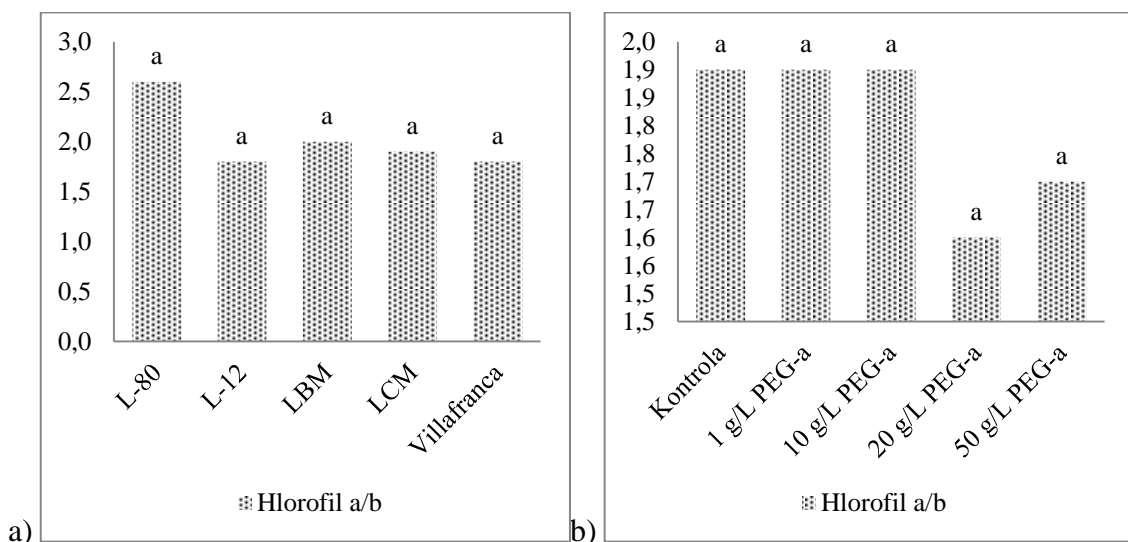 3,0
2,5
2,0
1,5
1,0
0,5
0,0
a
a
a
a
a
L-80
L-12
LBM
LCM
Villafranca
Hlorofil a/b
a)
2,0
1,9
1,9
1,8
1,8
1,7
1,7
1,6
1,6
1,5
1,5
a
a
a
a
a
Kontrola
1 g/L PEG-a
10 g/L PEG-a
20 g/L PEG-a
50 g/L PEG-a
Hlorofil a/b
b)